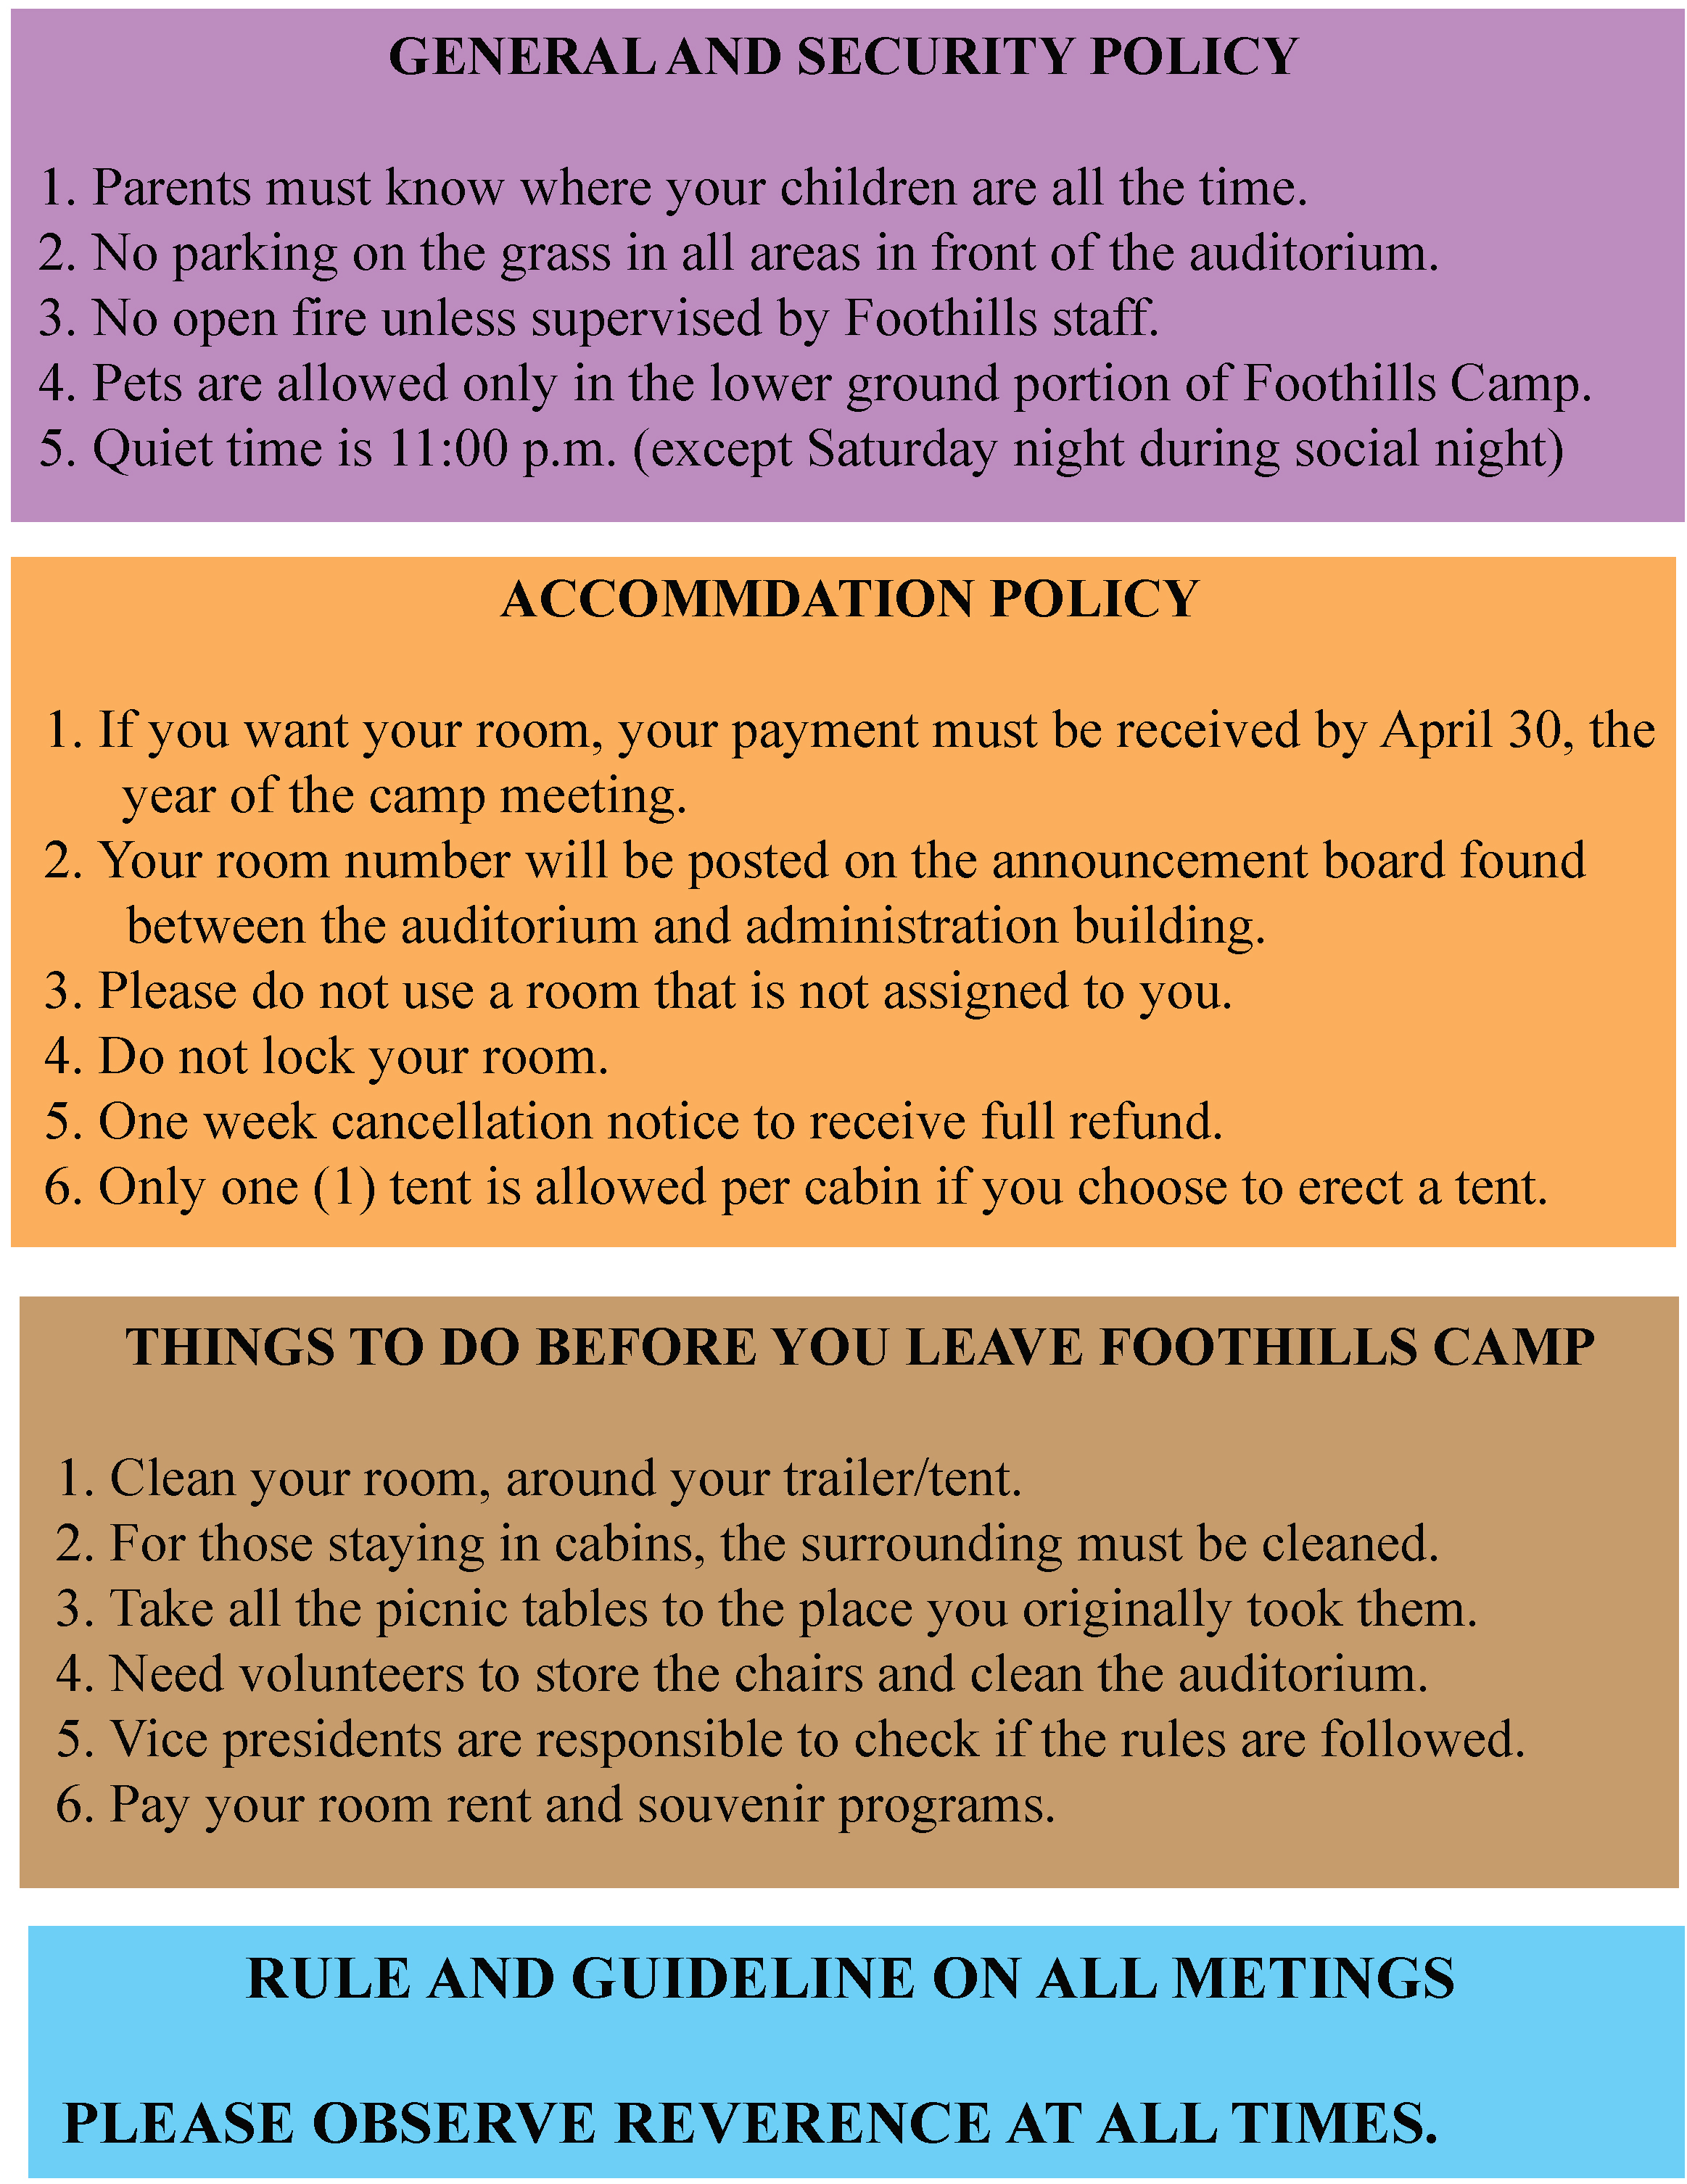 GENERAL AND SECURITY POLICY
1. Parents must know where your children are all the time.
2. No parking on the grass in all areas in front of the auditorium.
3. No open fire unless supervised by Foothills staff.
4. Pets are allowed only in the lower ground portion of Foothills Camp.
5. Quiet time is 11:00 p.m. (except Saturday night during social night)
ACCOMMDATION POLICY
1. If you want your room, your payment must be received by April 30, the
year of the camp meeting.
2. Your room number will be posted on the announcement board found
between the auditorium and administration building.
3. Please do not use a room that is not assigned to you.
4. Do not lock your room.
5. One week cancellation notice to receive full refund.
6. Only one (1) tent is allowed per cabin if you choose to erect a tent.
THINGS TO DO BEFORE YOU LEAVE FOOTHILLS CAMP
1. Clean your room, around your trailer/tent.
2. For those staying in cabins, the surrounding must be cleaned.
3. Take all the picnic tables to the place you originally took them.
4. Need volunteers to store the chairs and clean the auditorium.
5. Vice presidents are responsible to check if the rules are followed.
6. Pay your room rent and souvenir programs.
RULE AND GUIDELINE ON ALL METINGS
PLEASE OBSERVE REVERENCE AT ALL TIMES.